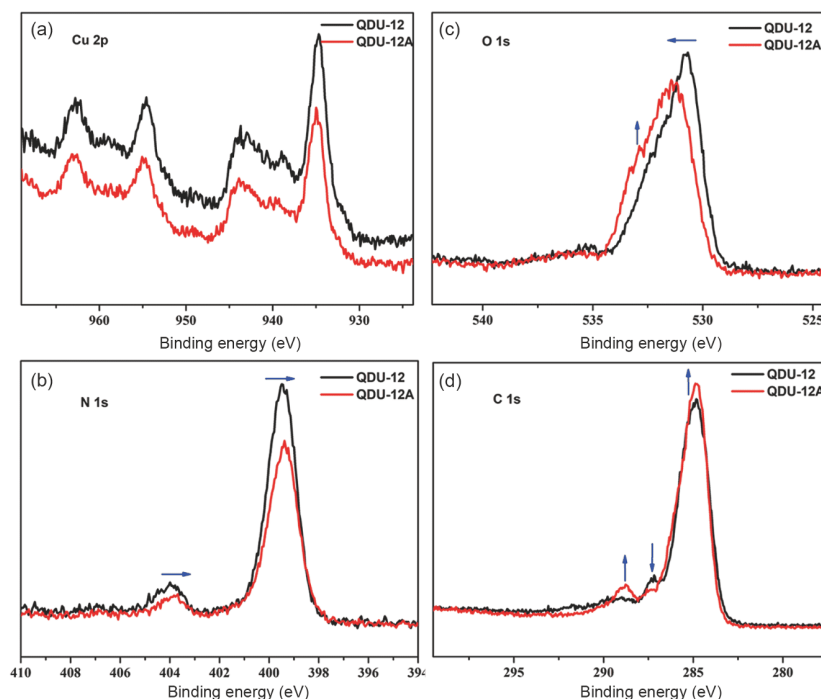 (a)
Cu 2p
QDU-12
QDU-12A
960
950
940
930
Binding energy (eV)
(c)
O 1s
QDU-12
QDU-12A
540
535
530
525
Binding energy (eV)
(b)
N 1s
QDU-12
QDU-12A
410
408
406
404
402
400
398
396
394
Binding energy (eV)
(d)
C 1s
QDU-12
QDU-12A
295
290
285
280
Binding energy (eV)